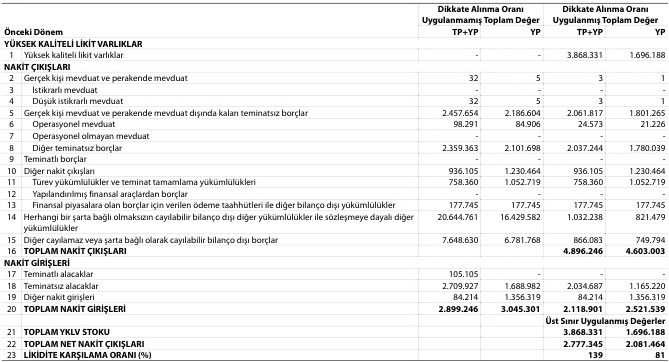 Dikkate Alınma Oranı Dikkate Alınma Oranı
Uygulanmamış Toplam Değer Uygulanmış Toplam Değer
Önceki Dönem TP+YP YP TP+YP YP
YÜKSEK KALİTELİ LİKİT VARLIKLAR
1 Yüksek kaliteli likit varlıklar - - 3.868.331 1.696.188
NAKİT ÇIKIŞLARI
2 Gerçek kişi mevduat ve perakende mevduat 32 5 3 1
3 İstikrarlı mevduat - - - -
4 Düşük istikrarlı mevduat 32 5 3 1
5 Gerçek kişi mevduat ve perakende mevduat dışında kalan teminatsız borçlar 2.457.654 2.186.604 2.061.817 1.801.265
6 Operasyonel mevduat 98.291 84.906 24.573 21.226
7 Operasyonel olmayan mevduat - - - -
8 Diğer teminatsız borçlar 2.359.363 2.101.698 2.037.244 1.780.039
9 Teminatlı borçlar - -
10 Diğer nakit çıkışları 936.105 1.230.464 936.105 1.230.464
11 Türev yükümlülükler ve teminat tamamlama yükümlülükleri 758.360 1.052.719 758.360 1.052.719
12 Yapılandırılmış finansal araçlardan borçlar - - - -
13 Finansal piyasalara olan borçlar için verilen ödeme taahhütleri ile diğer bilanço dışı yükümlülükler 177.745 177.745 177.745 177.745
14 Herhangi bir şarta bağlı olmaksızın cayılabilir bilanço dışı diğer yükümlülükler ile sözleşmeye dayalı diğer 20.644.761 16.429.582 1.032.238 821.479
yükümlülükler
15 Diğer cayılamaz veya şarta bağlı olarak cayılabilir bilanço dışı borçlar 7.648.630 6.781.768 866.083 749.794
16 TOPLAM NAKİT ÇIKIŞLARI 4.896.246 4.603.003
NAKİT GİRİŞLERİ
17 Teminatlı alacaklar 105.105 - - -
18 Teminatsız alacaklar 2.709.927 1.688.982 2.034.687 1.165.220
19 Diğer nakit girişleri 84.214 1.356.319 84.214 1.356.319
20 TOPLAM NAKİT GİRİŞLERİ 2.899.246 3.045.301 2.118.901 2.521.539
Üst Sınır Uygulanmış Değerler
21 TOPLAM YKLV STOKU 3.868.331 1.696.188
22 TOPLAM NET NAKİT ÇIKIŞLARI 2.777.345 2.081.464
23 LİKİDİTE KARŞILAMA ORANI (%) 139 81